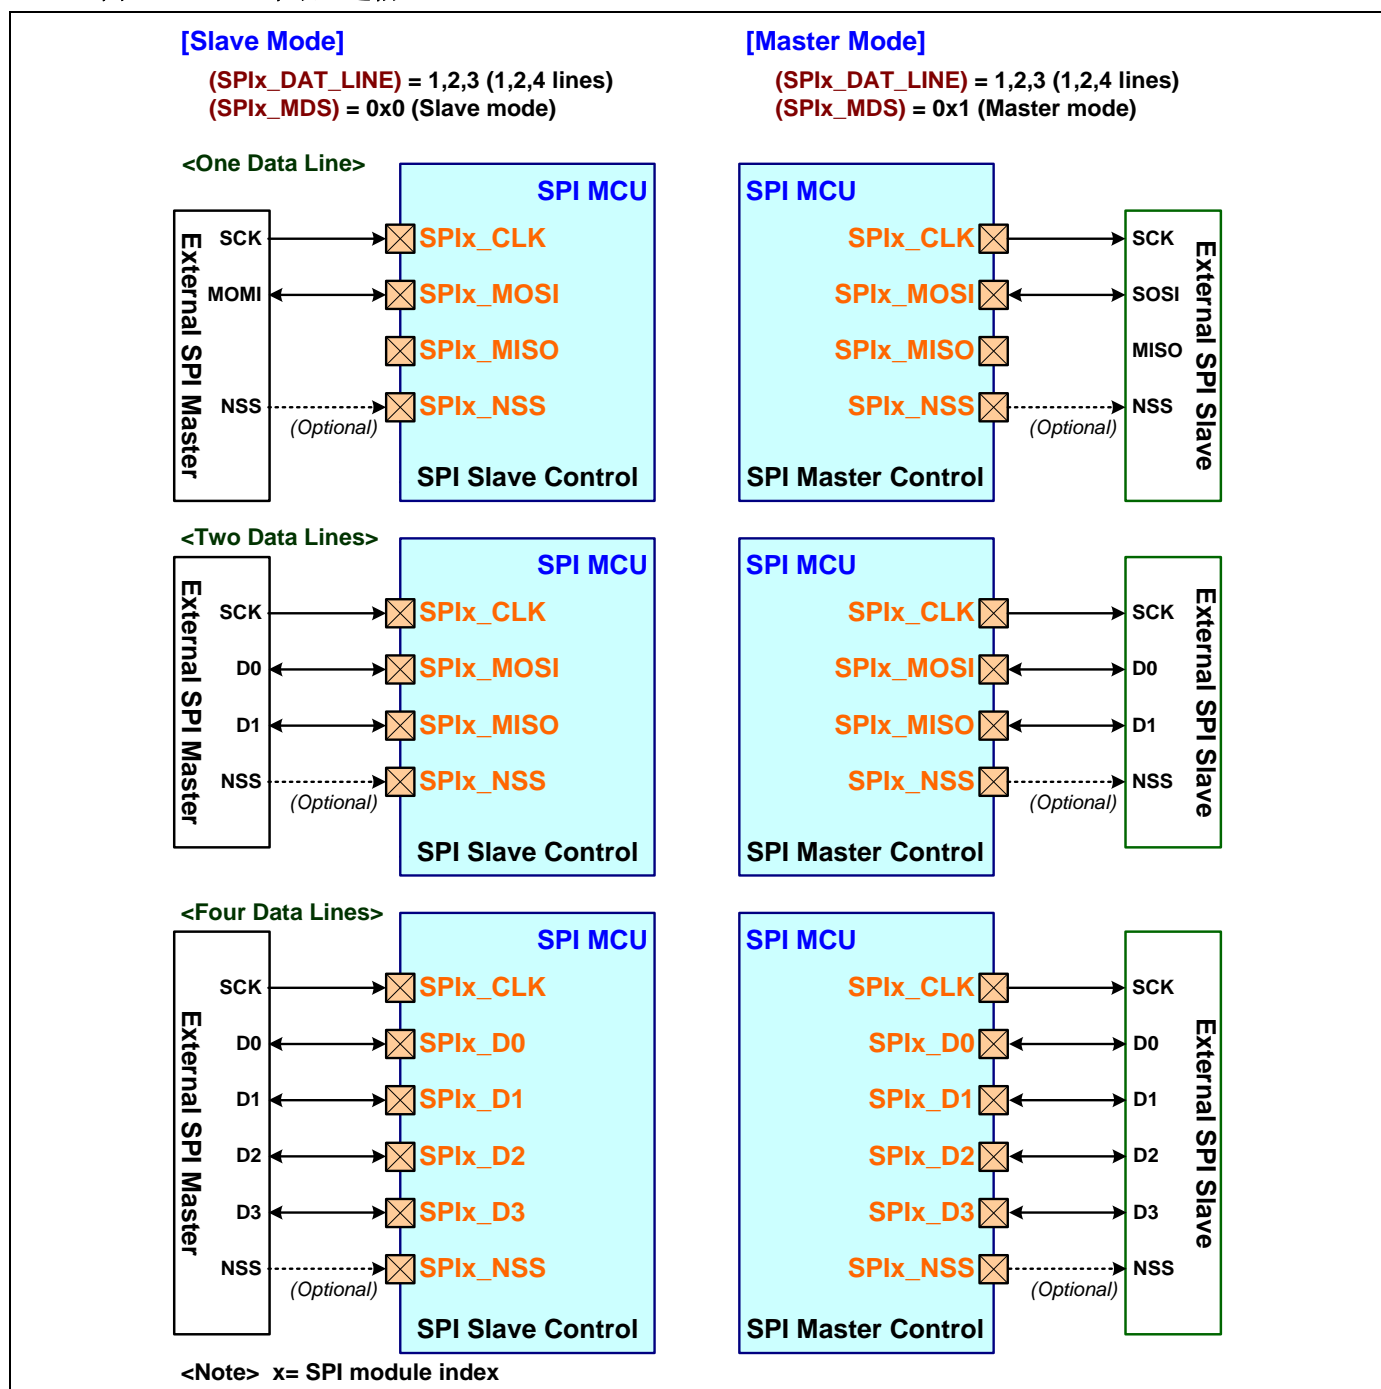 [Slave Mode]
(SPIx_DAT_LINE) = 1,2,3 (1,2,4 lines)
(SPIx_MDS) = 0x0 (Slave mode)
[Master Mode]
(SPIx_DAT_LINE) = 1,2,3 (1,2,4 lines)
(SPIx_MDS) = 0x1 (Master mode)
<One Data Line>
External SPI Master
SCK
MOMI
NSS
(Optional)
SPI MCU
SPIx_CLK
SPIx_MOSI
SPIx_MISO
SPIx_NSS
SPI Slave Control
SPI MCU
SPIx_CLK
SPIx_MOSI
SPIx_MISO
SPIx_NSS
SPI Master Control
(Optional)
SCK
SOSI
MISO
NSS
External SPI Slave
<Two Data Lines>
External SPI Master
SCK
D0
D1
NSS
(Optional)
SPI MCU
SPIx_CLK
SPIx_MOSI
SPIx_MISO
SPIx_NSS
SPI Slave Control
SPI MCU
SPIx_CLK
SPIx_MOSI
SPIx_MISO
SPIx_NSS
SPI Master Control
(Optional)
SCK
D0
D1
NSS
External SPI Slave
<Four Data Lines>
External SPI Master
SCK
D0
D1
D2
D3
NSS
(Optional)
SPI MCU
SPIx_CLK
SPIx_D0
SPIx_D1
SPIx_D2
SPIx_D3
SPIx_NSS
SPI Slave Control
SPI MCU
SPIx_CLK
SPIx_D0
SPIx_D1
SPIx_D2
SPIx_D3
SPIx_NSS
SPI Master Control
(Optional)
SCK
D0
D1
D2
D3
NSS
External SPI Slave
<Note> x= SPI module index